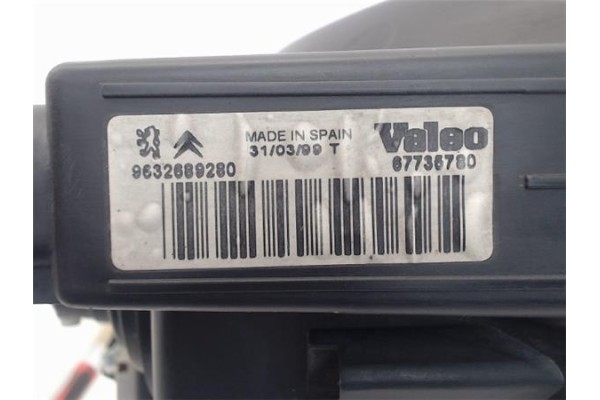 MADE IN SPAIN
Valeo
31/03/99 T
9632689280
67735780